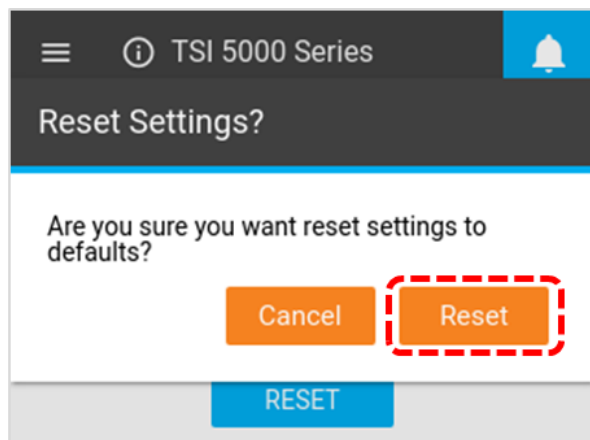 TSI 5000 Series
Reset Settings?
Are you sure you want reset settings to
defaults?
Cancel Reset
RESET